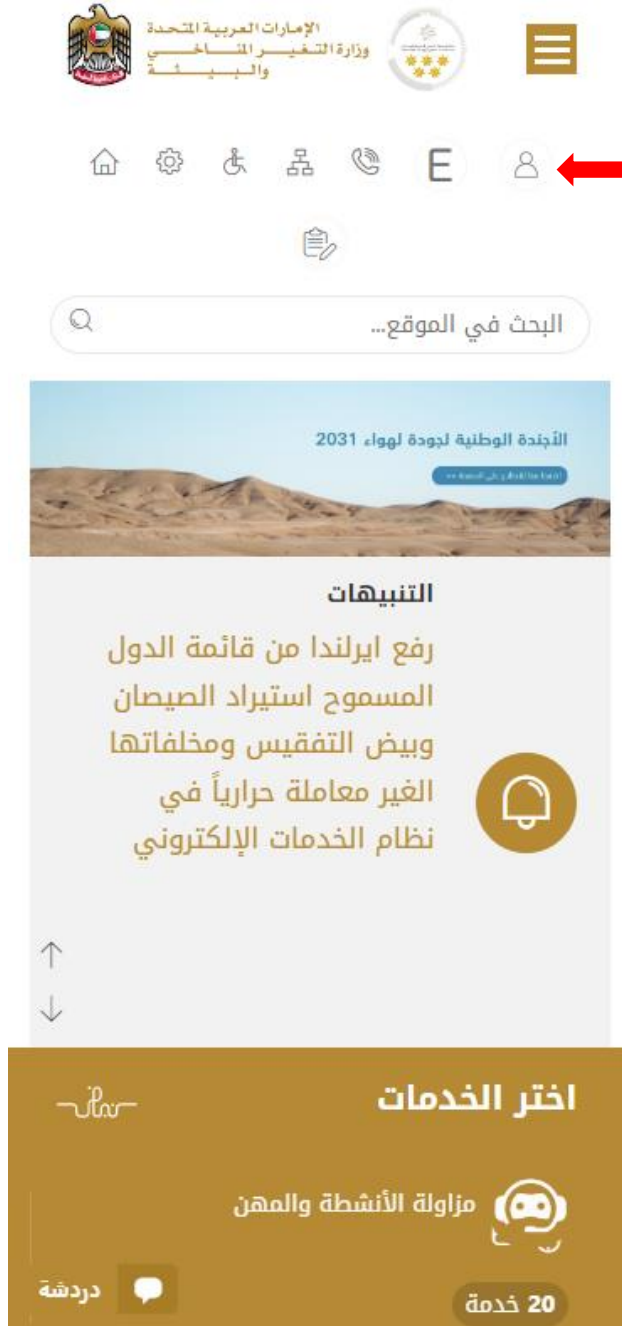 الإمارات العربية المتحدة
وزارة التغير المناخي
والبيئة
E
البحث في الموقع...
الأجندة الوطنية لجودة لهواء 2031
التنبيهات
رفع ايرلندا من قائمة الدول
المسموح استيراد الصيصان
وبيض التفقيس ومخلفاتها
الغير معاملة حرارياً في
نظام الخدمات الإلكتروني
اختر الخدمات
مزاولة الأنشطة والمهن
20 خدمة
دردشة